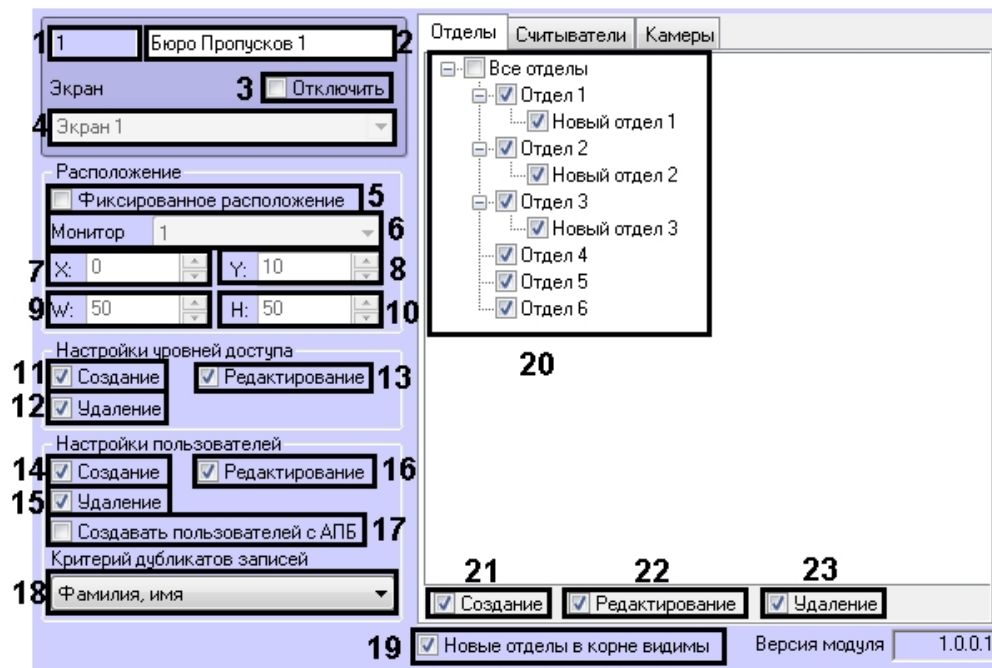 1 1 Бюро Пропусков 1 2
Экран 3 Отключить
4 Экран 1
Расположение
Фиксированное расположение 5
Монитор 1 6
7 X: 0 Y: 10 8
9 W: 50 H: 50 10
Настройки уровней доступа
11 Создание Редактирование 13
12 Удаление
Настройки пользователей
14 Создание Редактирование 16
15 Удаление
Создавать пользователей с АПБ 17
Критерий дубликатов записей
18 Фамилия, имя
Отделы Считыватели Камеры
Все отделы
Отдел 1
Новый отдел 1
Отдел 2
Новый отдел 2
Отдел 3
Новый отдел 3
Отдел 4
Отдел 5
Отдел 6
20
21 22 23
Создание Редактирование Удаление
19 Новые отделы в корне видимы Версия модуля 1.0.0.1